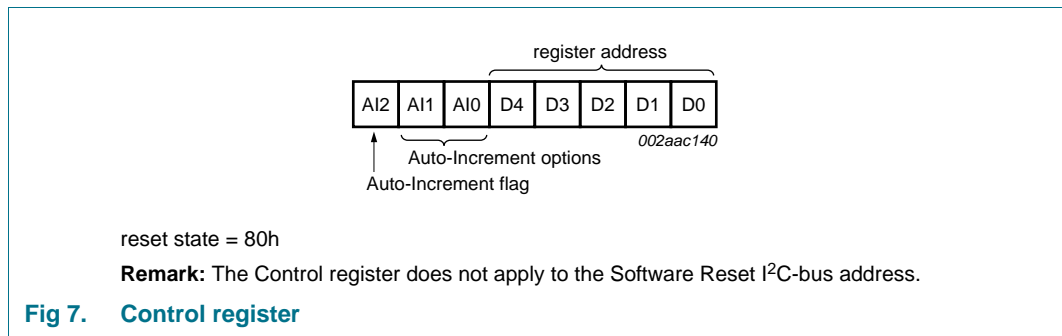 register address
AI2 AI1 AI0 D4 D3 D2 D1 D0
002aac140
Auto-Increment options
Auto-Increment flag
reset state = 80h
Remark: The Control register does not apply to the Software Reset I²C-bus address.
Fig 7. Control register